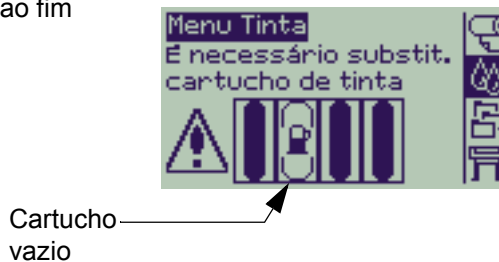 ao fim
Menu Tinta
É necessário substit.
cartucho de tinta
Cartucho
vazio